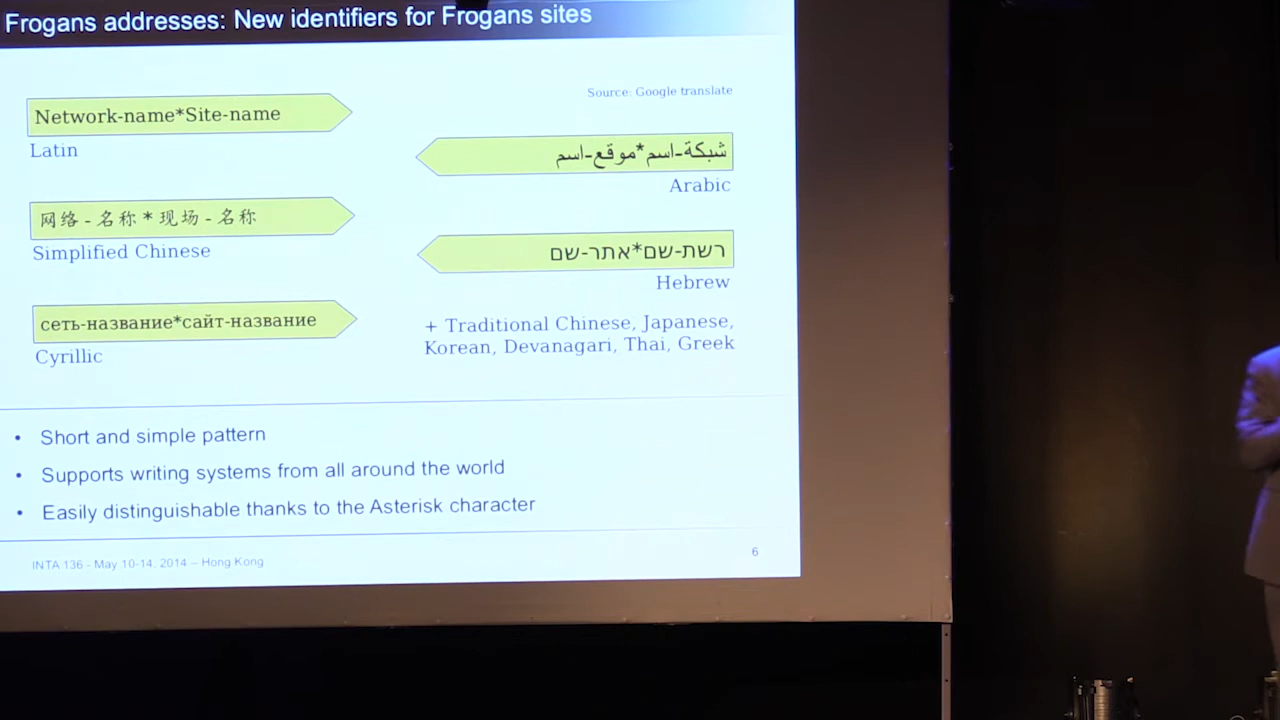 Frogans addresses: New identifiers for Frogans sites
Source: Google translate
Network-name*Site-name
Latin
شبكة-اسم*موقع-اسم
Arabic
网络-名称*现场-名称
Simplified Chinese
רשת-שם*אתר-שם
Hebrew
сеть-название*сайт-название
Cyrillic
+ Traditional Chinese, Japanese,
Korean, Devanagari, Thai, Greek
• Short and simple pattern
• Supports writing systems from all around the world
• Easily distinguishable thanks to the Asterisk character
INTA 136 - May 10-14, 2014 – Hong Kong
6